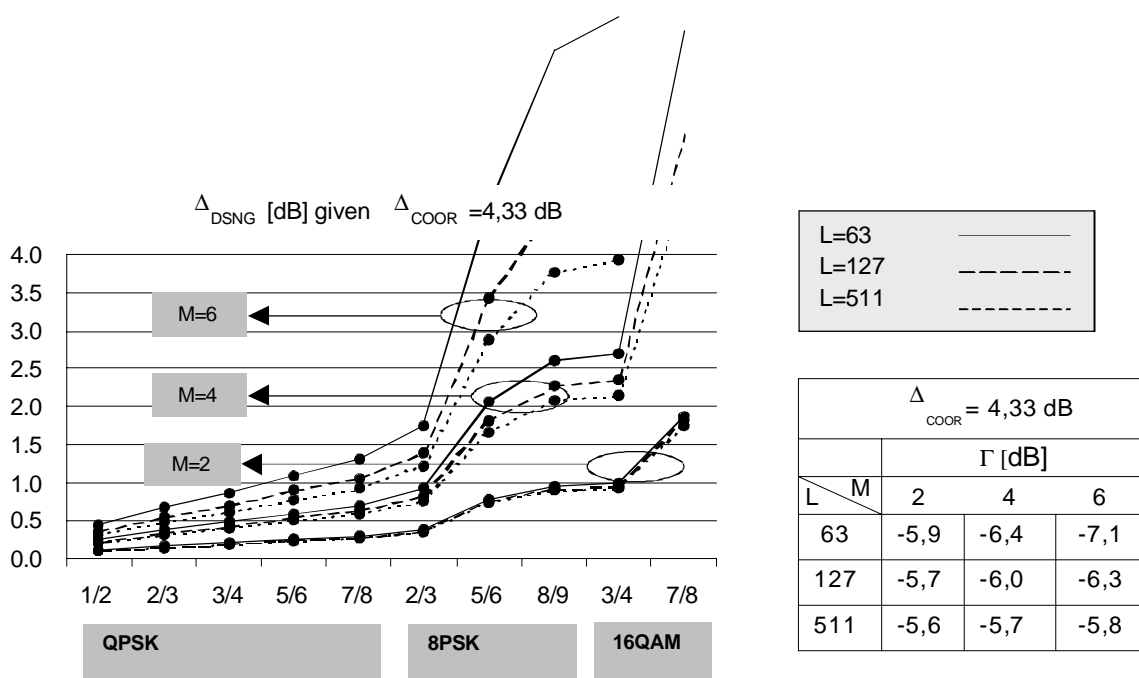 Δ DSNG [dB] given Δ COOR =4,33 dB
4.0
3.5
3.0
2.5
2.0
1.5
1.0
0.5
0.0
M=6
M=4
M=2
1/2 2/3 3/4 5/6 7/8 2/3 5/6 8/9 3/4 7/8
QPSK 8PSK 16QAM
L=63
L=127
L=511
Δ COOR = 4,33 dB
Γ [dB]
L M 2 4 6
63 -5,9 -6,4 -7,1
127 -5,7 -6,0 -6,3
511 -5,6 -5,7 -5,8